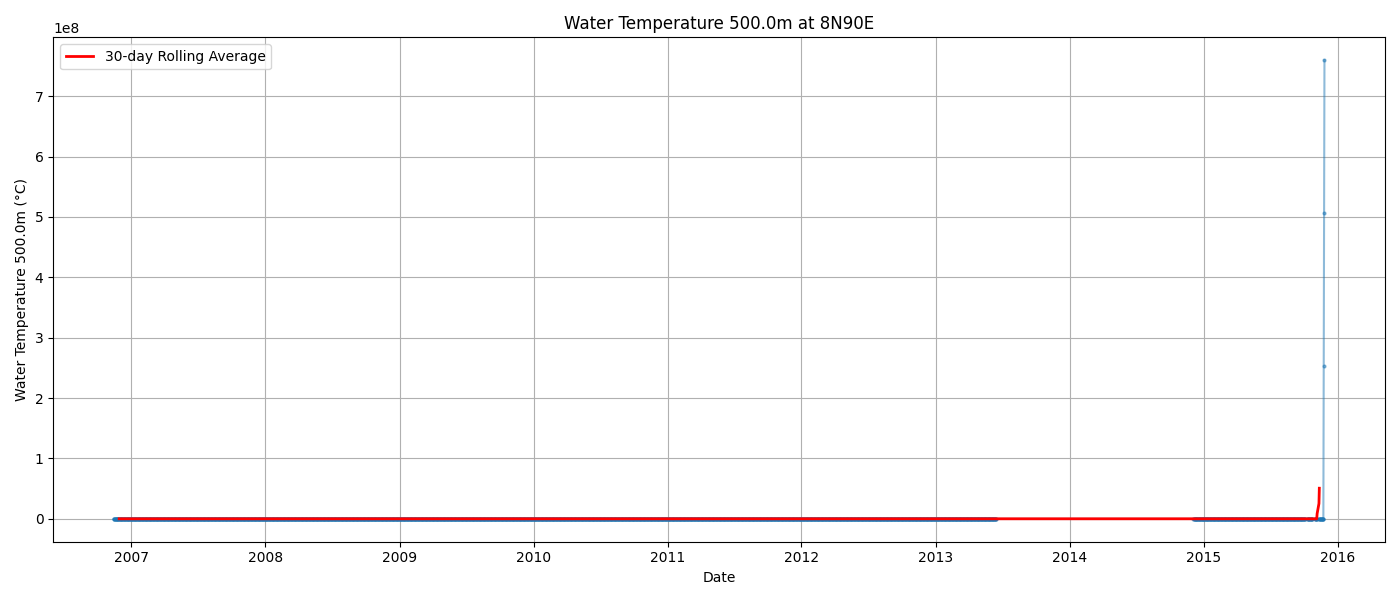 Water Temperature 500.0m at 8N90E
1e8
30-day Rolling Average
7
6
5
4
3
2
1
0
Water Temperature 500.0m (°C)
2007 2008 2009 2010 2011 2012 2013 2014 2015 2016
Date